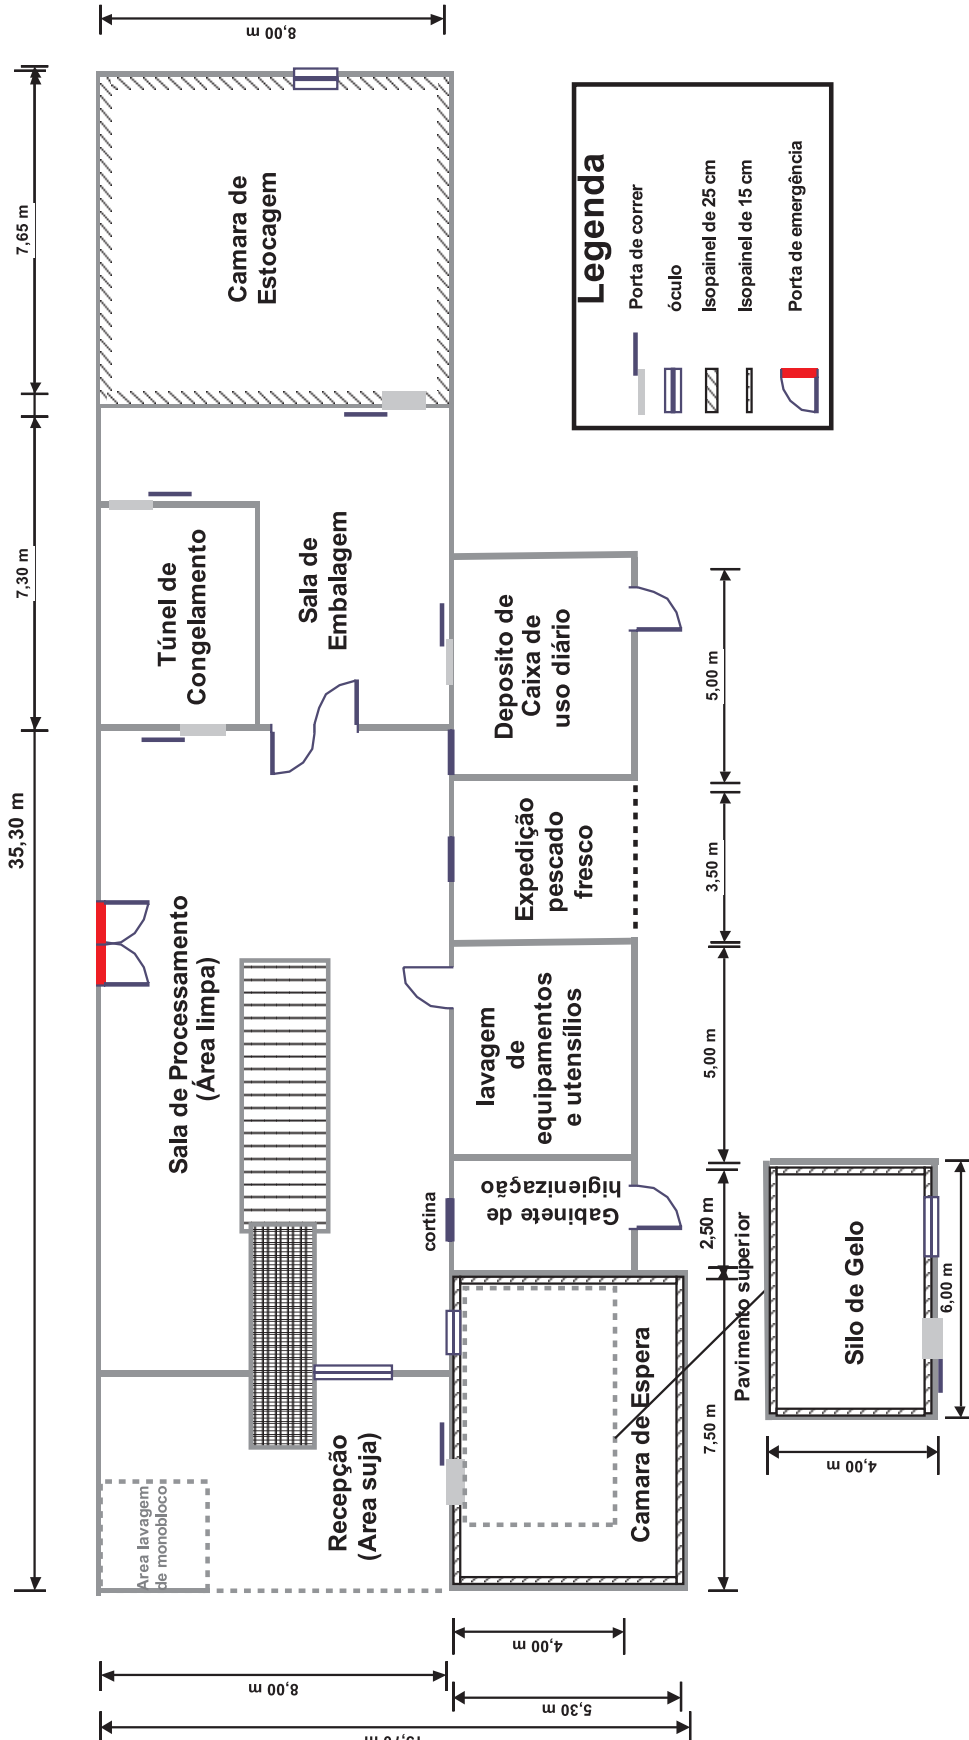 35,30 m
7,30 m
7,65 m
8,00 m
Area lavagem
de monobloco
Recepção
(Area suja)
Sala de Processamento
(Área limpa)
Túnel de
Congelamento
Sala de
Embalagem
Camara de
Estocagem
cortina
Camara de Espera
Gabinete de
higienização
lavagem
de
equipamentos
e utensílios
Expedição
pescado
fresco
Deposito de
Caixa de
uso diário
7,50 m
2,50 m
5,00 m
3,50 m
5,00 m
Pavimento superior
Silo de Gelo
4,00 m
6,00 m
8,00 m
4,00 m
5,30 m
Legenda
Porta de correr
óculo
Isopainel de 25 cm
Isopainel de 15 cm
Porta de emergência